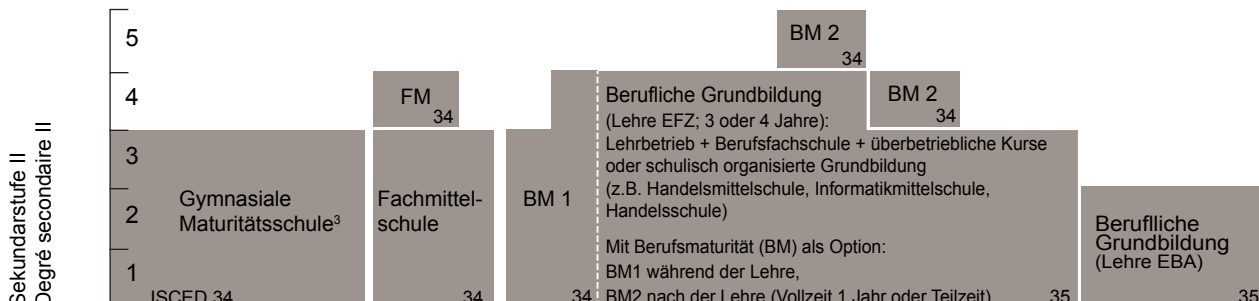 Sekundarstufe II
Degré secondaire II
5
4
3
2
1
BM 2
34
FM
34
BM 2
34
Gymnasiale
Maturitätsschule³
ISCED 34
Fachmittel-
schule
34
BM 1
34
Berufliche Grundbildung
(Lehre EFZ; 3 oder 4 Jahre):
Lehrbetrieb + Berufsfachschule + überbetriebliche Kurse
oder schulisch organisierte Grundbildung
(z.B. Handelsmittelschule, Informatikmittelschule,
Handelsschule)
Mit Berufsmaturität (BM) als Option:
BM1 während der Lehre,
BM2 nach der Lehre (Vollzeit 1 Jahr oder Teilzeit)
35
Beruflliche
Grundbildung
(Lehre EBA)
35